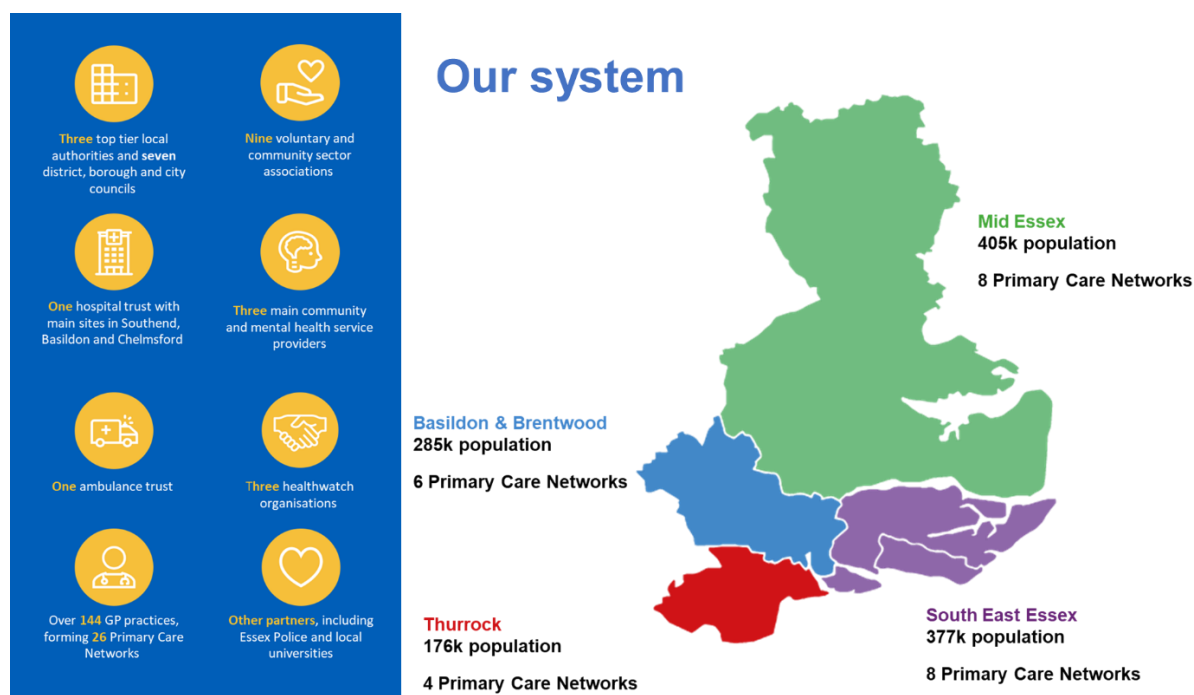 Our system
Three top tier local
authorities and seven
district, borough and city
councils
Nine voluntary and
community sector
associations
One hospital trust with
main sites in Southend,
Basildon and Chelmsford
Three main community
and mental health service
providers
One ambulance trust
Three healthwatch
organisations
Over 144 GP practices,
forming 26 Primary Care
Networks
Other partners, including
Essex Police and local
universities
Mid Essex
405k population
8 Primary Care Networks
Basildon & Brentwood
285k population
6 Primary Care Networks
Thurrock
176k population
4 Primary Care Networks
South East Essex
377k population
8 Primary Care Networks